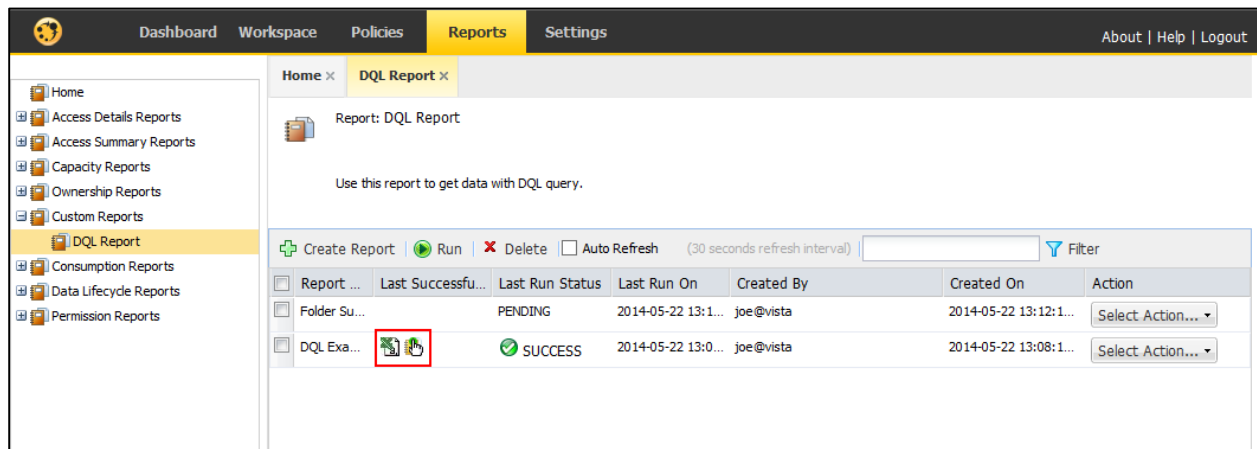 Dashboard Workspace Policies Reports Settings
About | Help | Logout
Home
Access Details Reports
Access Summary Reports
Capacity Reports
Ownership Reports
Custom Reports
DQL Report
Consumption Reports
Data Lifecycle Reports
Permission Reports
Home × DQL Report ×
Report: DQL Report
Use this report to get data with DQL query.
Create Report | Run | Delete | Auto Refresh (30 seconds refresh interval) | Filter
Report ... Last Successfu... Last Run Status Last Run On Created By Created On Action
Folder Su... PENDING 2014-05-22 13:1... joe@vista 2014-05-22 13:12:1... Select Action...
DQL Exa... SUCCESS 2014-05-22 13:0... joe@vista 2014-05-22 13:08:1... Select Action...